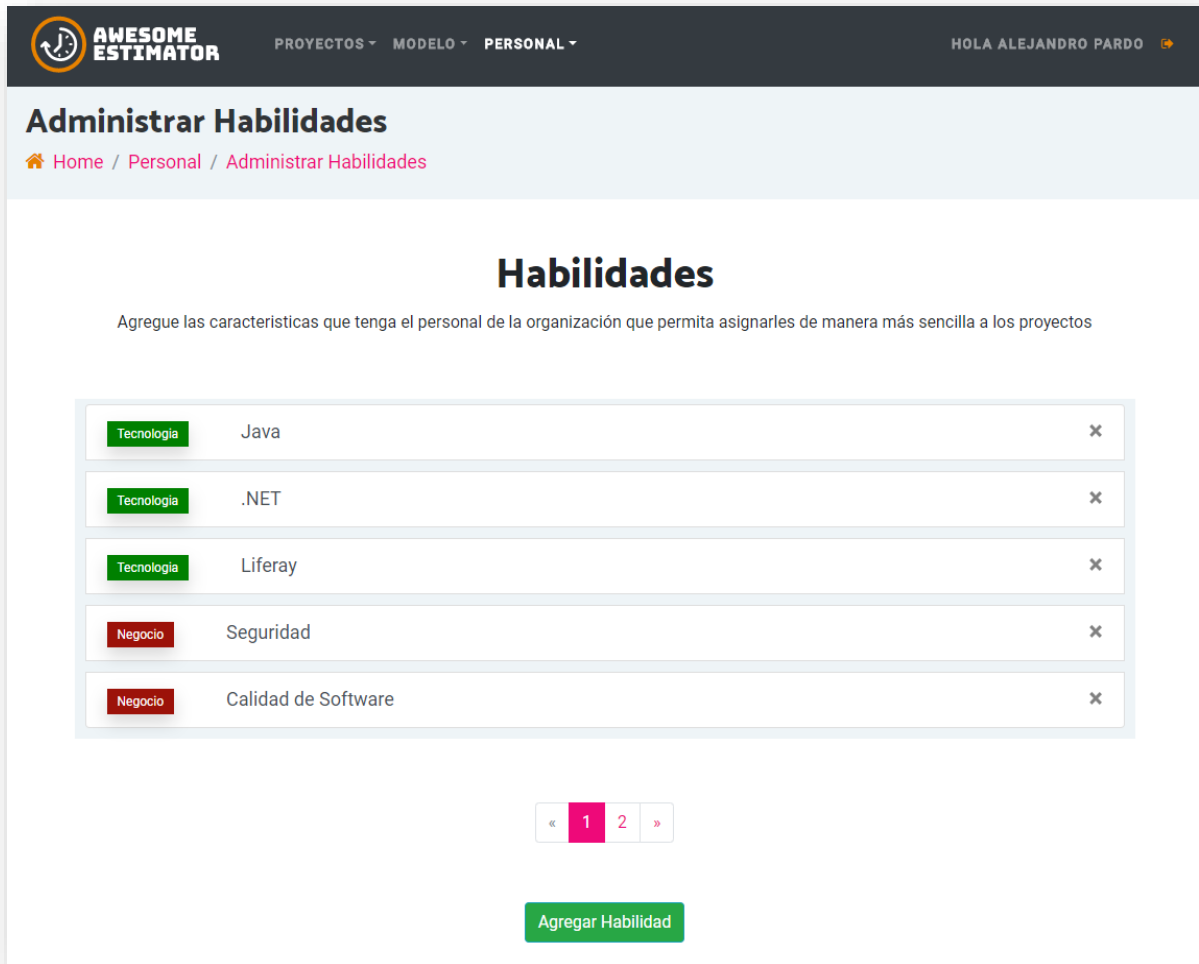 AWESOME ESTIMATOR
PROYECTOS MODELO PERSONAL
HOLA ALEJANDRO PARDO
Administrar Habilidades
Home / Personal / Administrar Habilidades
Habilidades
Agregue las caracteristicas que tenga el personal de la organización que permita asignarles de manera más sencilla a los proyectos
Tecnologia Java ×
Tecnologia .NET ×
Tecnologia Liferay ×
Negocio Seguridad ×
Negocio Calidad de Software ×
« 1 2 »
Agregar Habilidad